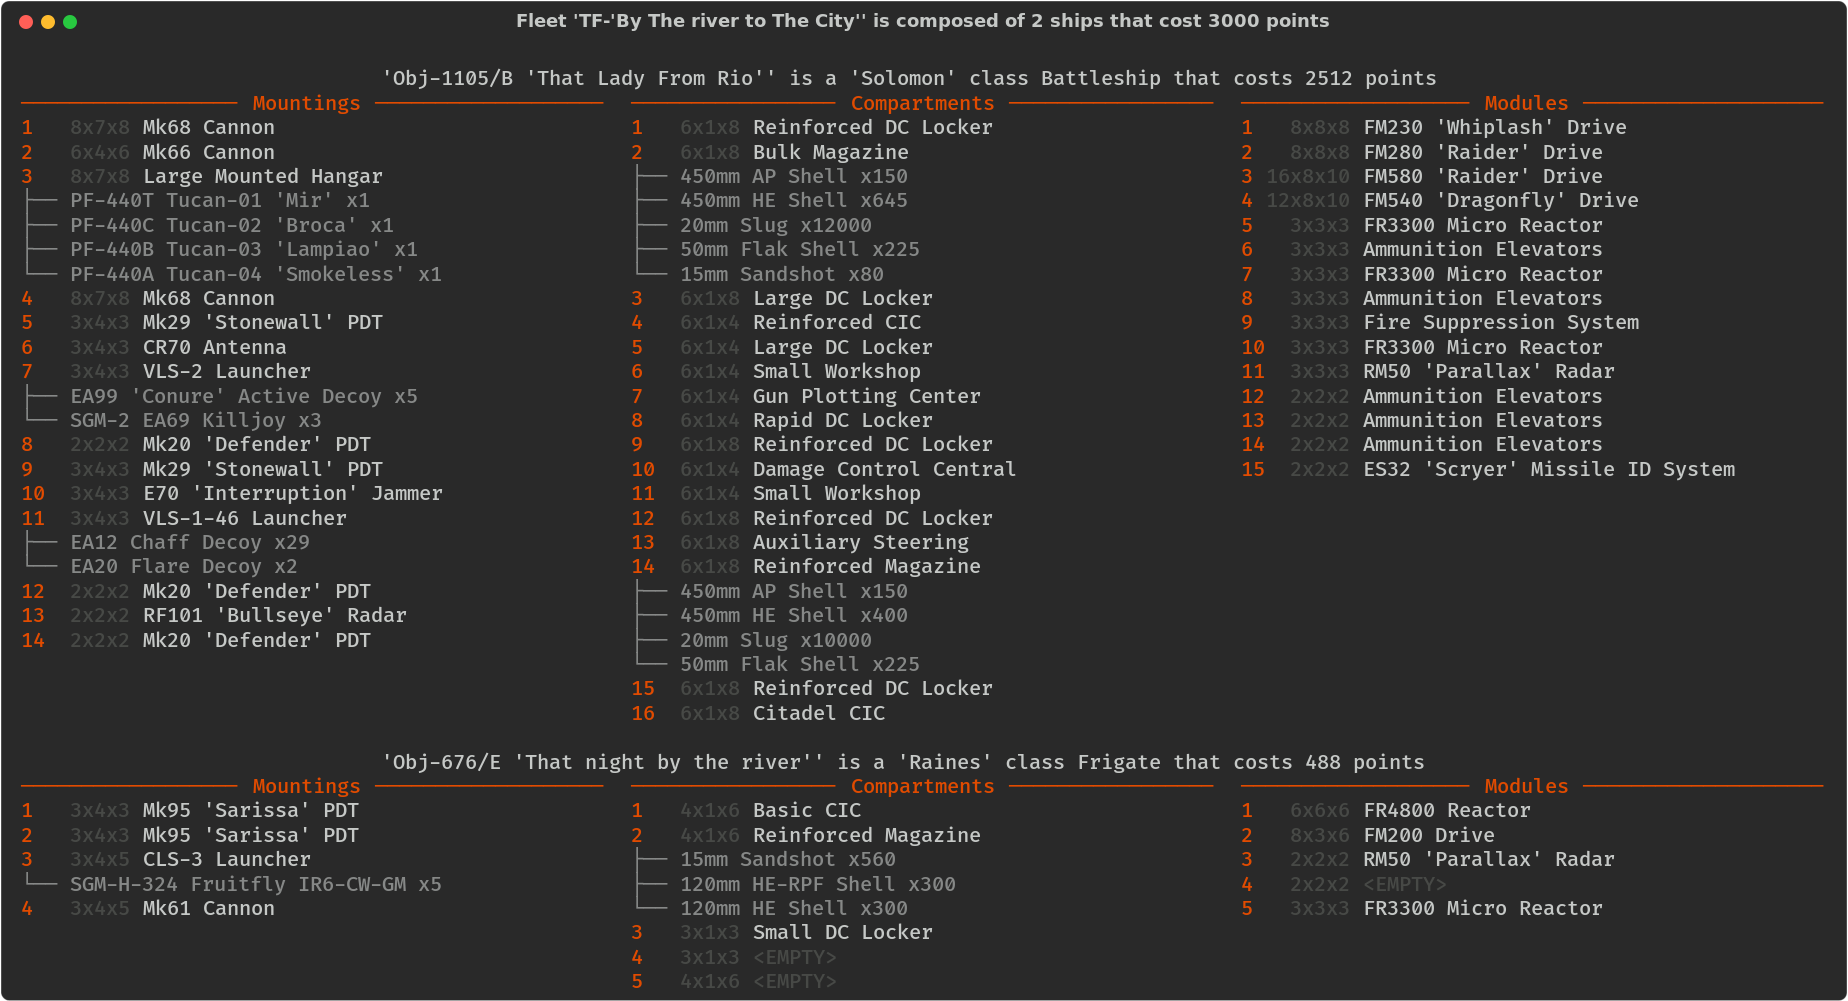 Fleet 'TF-'By The river to The City'' is composed of 2 ships that cost 3000 points
'Obj-1105/B 'That Lady From Rio'' is a 'Solomon' class Battleship that costs 2512 points
Mountings
1 8x7x8 Mk68 Cannon
2 6x4x6 Mk66 Cannon
3 8x7x8 Large Mounted Hangar
PF-440T Tucan-01 'Mir' x1
PF-440C Tucan-02 'Broca' x1
PF-440B Tucan-03 'Lampiao' x1
PF-440A Tucan-04 'Smokeless' x1
4 8x7x8 Mk68 Cannon
5 3x4x3 Mk29 'Stonewall' PDT
6 3x4x3 CR70 Antenna
7 3x4x3 VLS-2 Launcher
EA99 'Conure' Active Decoy x5
SGM-2 EA69 Killjoy x3
8 2x2x2 Mk20 'Defender' PDT
9 3x4x3 Mk29 'Stonewall' PDT
10 3x4x3 E70 'Interruption' Jammer
11 3x4x3 VLS-1-46 Launcher
EA12 Chaff Decoy x29
EA20 Flare Decoy x2
12 2x2x2 Mk20 'Defender' PDT
13 2x2x2 RF101 'Bullseye' Radar
14 2x2x2 Mk20 'Defender' PDT
Compartments
1 6x1x8 Reinforced DC Locker
2 6x1x8 Bulk Magazine
450mm AP Shell x150
450mm HE Shell x645
20mm Slug x12000
50mm Flak Shell x225
15mm Sandshot x80
3 6x1x8 Large DC Locker
4 6x1x4 Reinforced CIC
5 6x1x4 Large DC Locker
6 6x1x4 Small Workshop
7 6x1x4 Gun Plotting Center
8 6x1x4 Rapid DC Locker
9 6x1x8 Reinforced DC Locker
10 6x1x4 Damage Control Central
11 6x1x4 Small Workshop
12 6x1x8 Reinforced DC Locker
13 6x1x8 Auxiliary Steering
14 6x1x8 Reinforced Magazine
450mm AP Shell x150
450mm HE Shell x400
20mm Slug x10000
50mm Flak Shell x225
15 6x1x8 Reinforced DC Locker
16 6x1x8 Citadel CIC
Modules
1 8x8x8 FM230 'Whiplash' Drive
2 8x8x8 FM280 'Raider' Drive
3 16x8x10 FM580 'Raider' Drive
4 12x8x10 FM540 'Dragonfly' Drive
5 3x3x3 FR3300 Micro Reactor
6 3x3x3 Ammunition Elevators
7 3x3x3 FR3300 Micro Reactor
8 3x3x3 Ammunition Elevators
9 3x3x3 Fire Suppression System
10 3x3x3 FR3300 Micro Reactor
11 3x3x3 RM50 'Parallax' Radar
12 2x2x2 Ammunition Elevators
13 2x2x2 Ammunition Elevators
14 2x2x2 Ammunition Elevators
15 2x2x2 ES32 'Scryer' Missile ID System
'Obj-676/E 'That night by the river'' is a 'Raines' class Frigate that costs 488 points
Mountings
1 3x4x3 Mk95 'Sarissa' PDT
2 3x4x3 Mk95 'Sarissa' PDT
3 3x4x5 CLS-3 Launcher
SGM-H-324 Fruitfly IR6-CW-GM x5
4 3x4x5 Mk61 Cannon
Compartments
1 4x1x6 Basic CIC
2 4x1x6 Reinforced Magazine
15mm Sandshot x560
120mm HE-RPF Shell x300
120mm HE Shell x300
3 3x1x3 Small DC Locker
4 3x1x3 <EMPTY>
5 4x1x6 <EMPTY>
Modules
1 6x6x6 FR4800 Reactor
2 8x3x6 FM200 Drive
3 2x2x2 RM50 'Parallax' Radar
4 2x2x2 <EMPTY>
5 3x3x3 FR3300 Micro Reactor